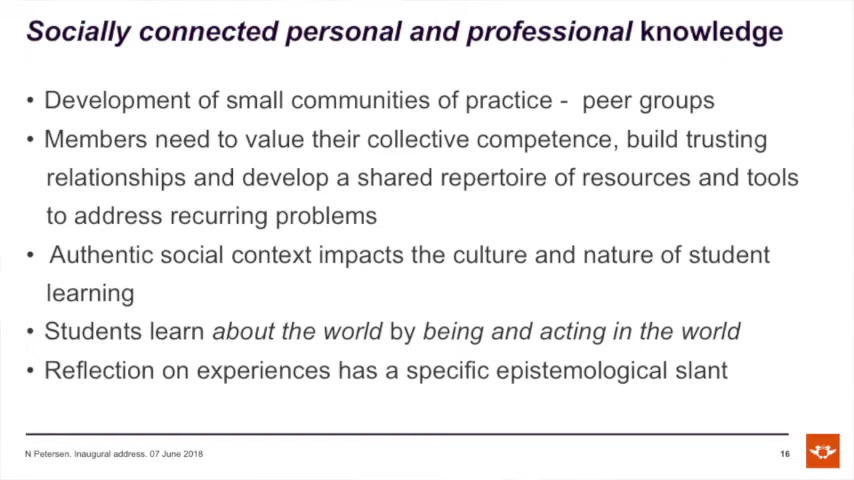 Socially connected personal and professional knowledge
• Development of small communities of practice -  peer groups
• Members need to value their collective competence, build trusting
relationships and develop a shared repertoire of resources and tools
to address recurring problems
• Authentic social context impacts the culture and nature of student
learning
• Students learn about the world by being and acting in the world
• Reflection on experiences has a specific epistemological slant
N Petersen. Inaugural address. 07 June 2018
16